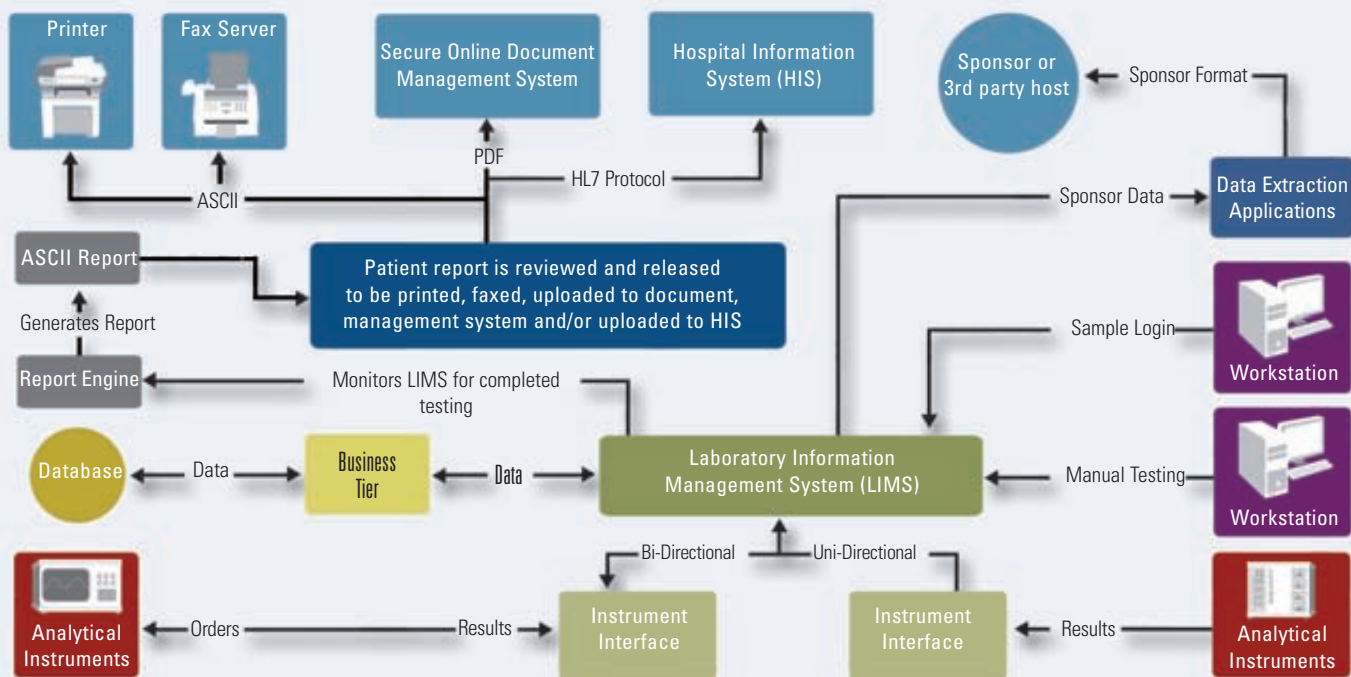 Printer
Fax Server
Secure Online Document
Management System
Hospital Information
System (HIS)
Sponsor or
3rd party host
Sponsor Format
PDF
HL7 Protocol
ASCII
Sponsor Data
Data Extraction
Applications
ASCII Report
Patient report is reviewed and released
to be printed, faxed, uploaded to document,
management system and/or uploaded to HIS
Generates Report
Sample Login
Workstation
Report Engine
Monitors LIMS for completed
testing
Database
Data
Business
Tier
Data
Laboratory Information
Management System (LIMS)
Manual Testing
Workstation
Bi-Directional
Uni-Directional
Analytical
Instruments
Orders
Results
Instrument
Interface
Instrument
Interface
Results
Analytical
Instruments